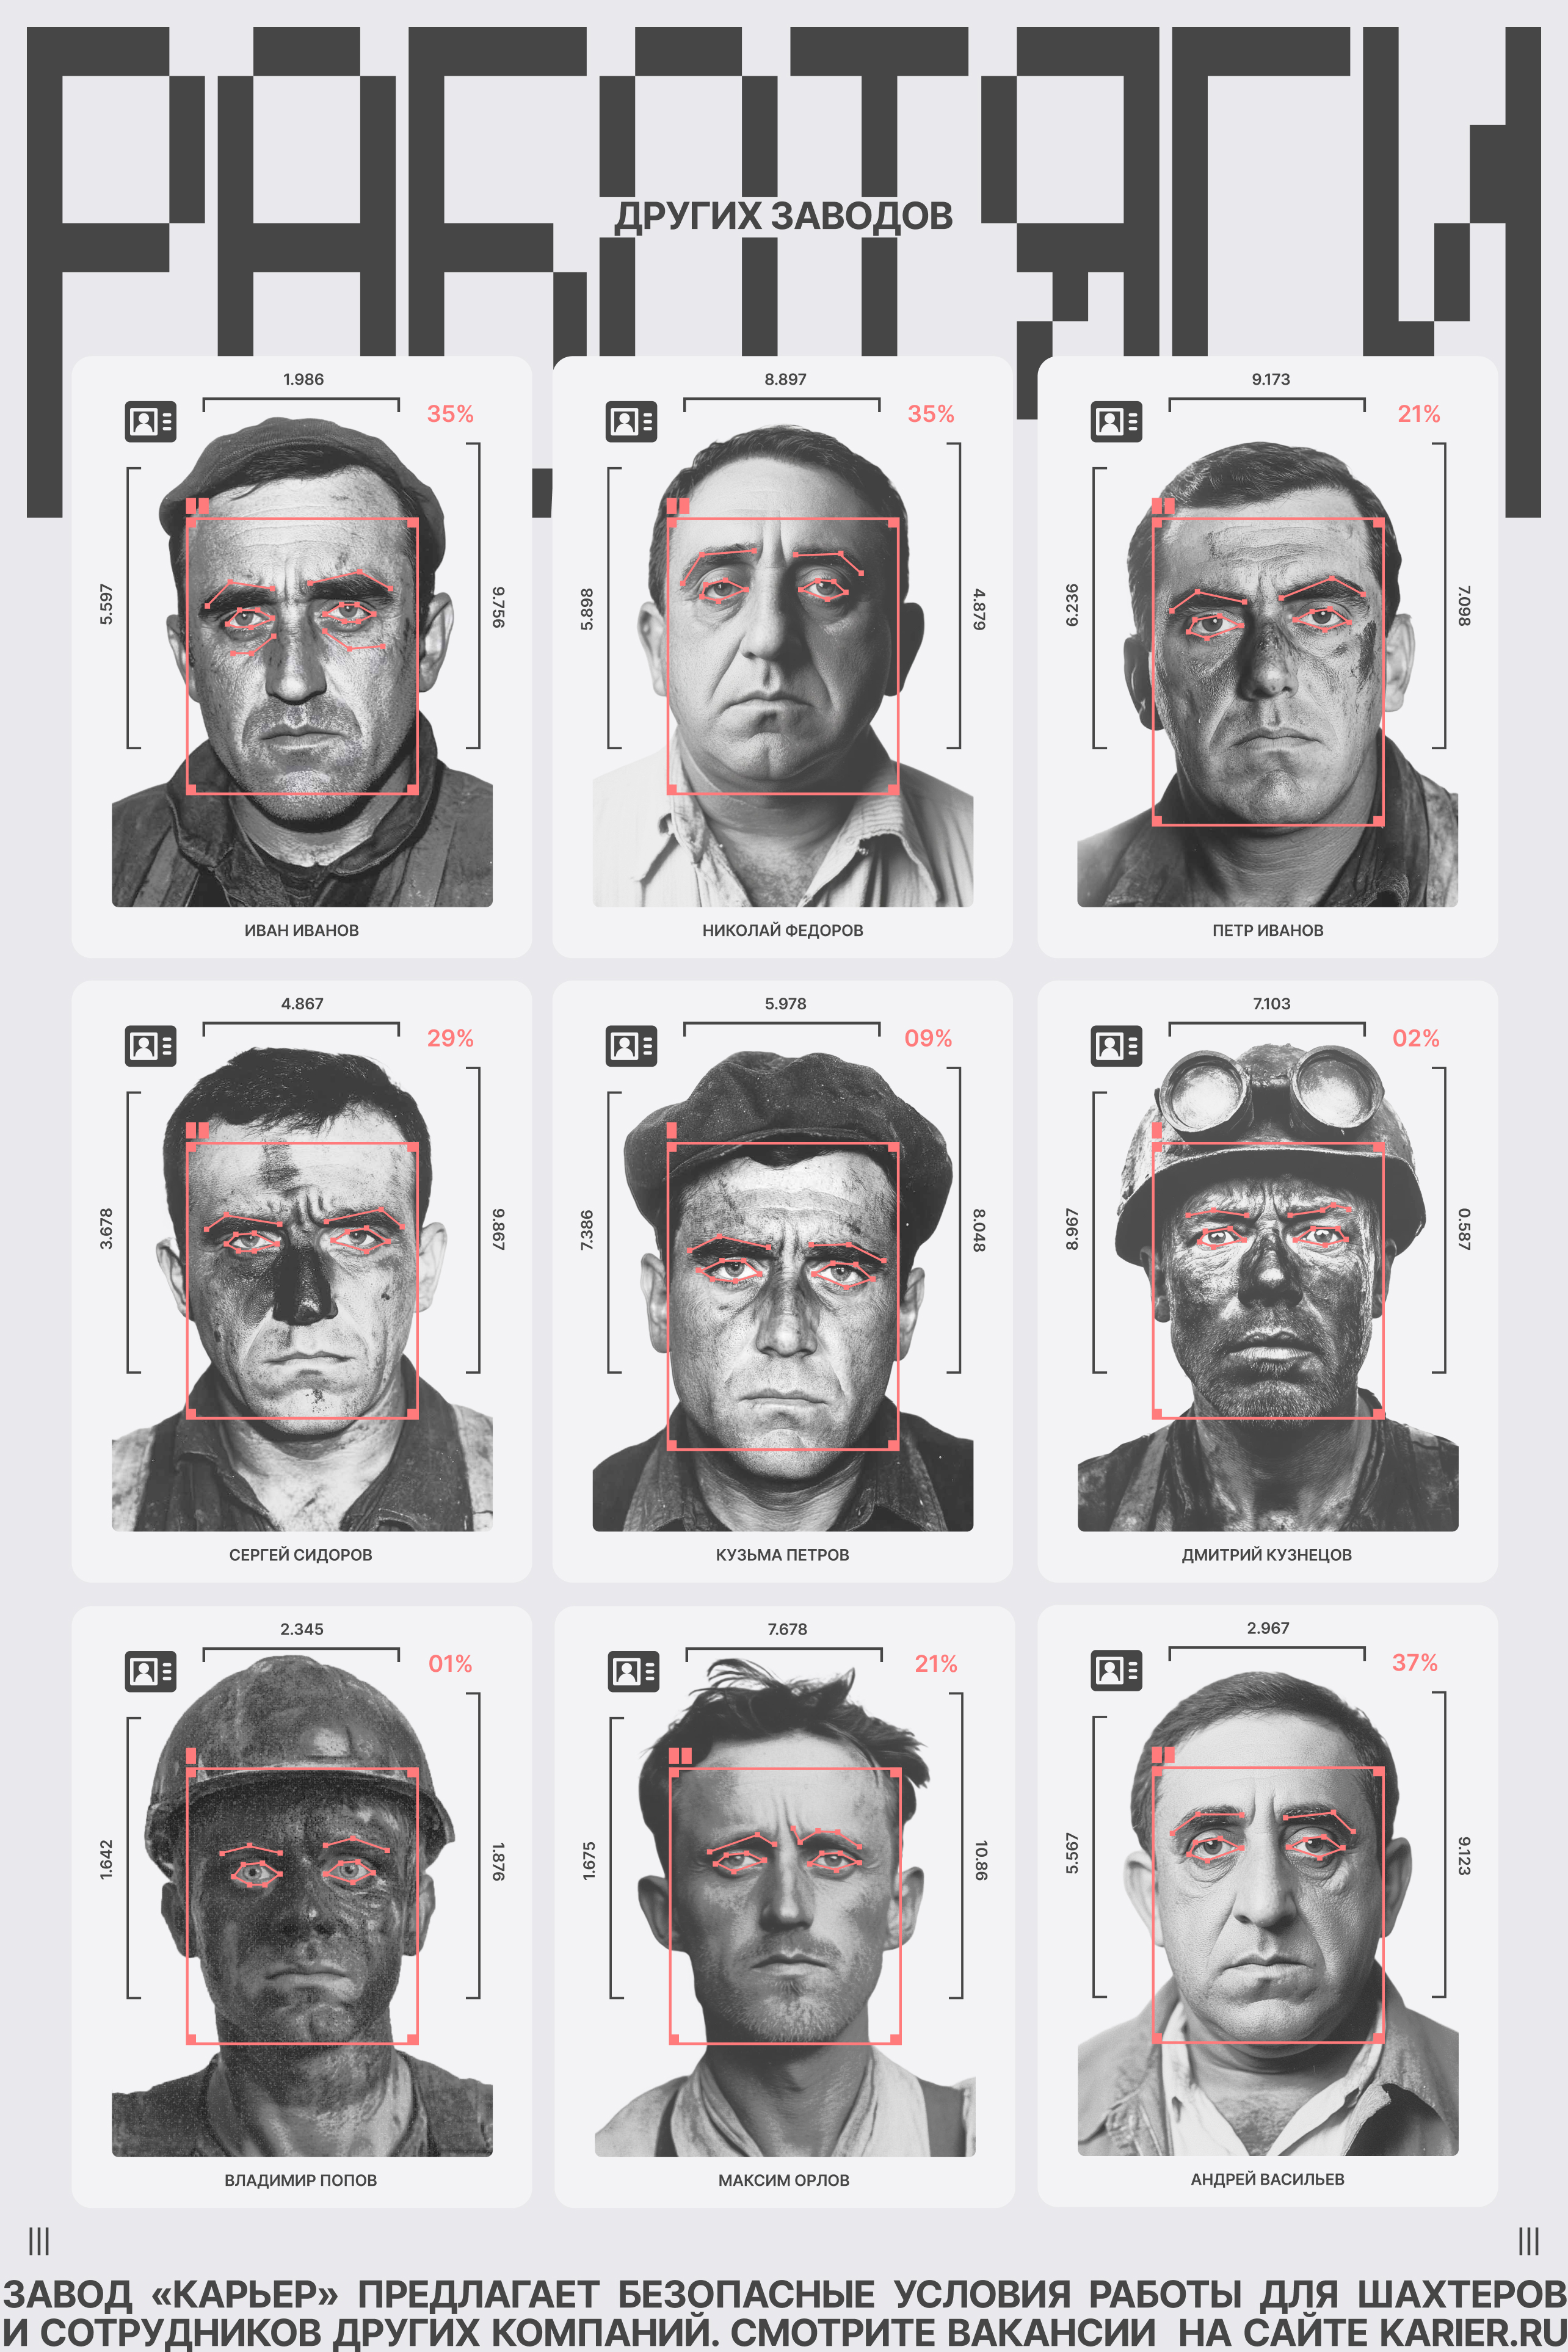 РАБОТЯГИ
ДРУГИХ ЗАВОДОВ
1.986
35%
5.597
9.756
ИВАН ИВАНОВ
8.897
35%
5.898
4.879
НИКОЛАЙ ФЕДОРОВ
9.173
21%
6.236
7.098
ПЕТР ИВАНОВ
4.867
29%
3.678
9.867
СЕРГЕЙ СИДОРОВ
5.978
09%
7.386
8.048
КУЗЬМА ПЕТРОВ
7.103
02%
8.967
0.587
ДМИТРИЙ КУЗНЕЦОВ
2.345
01%
1.642
1.876
ВЛАДИМИР ПОПОВ
7.678
21%
1.675
10.86
МАКСИМ ОРЛОВ
2.967
37%
5.567
9.123
АНДРЕЙ ВАСИЛЬЕВ
ЗАВОД «КАРЬЕР» ПРЕДЛАГАЕТ БЕЗОПАСНЫЕ УСЛОВИЯ РАБОТЫ ДЛЯ ШАХТЕРОВ
И СОТРУДНИКОВ ДРУГИХ КОМПАНИЙ. СМОТРИТЕ ВАКАНСИИ НА САЙТЕ KARIER.RU